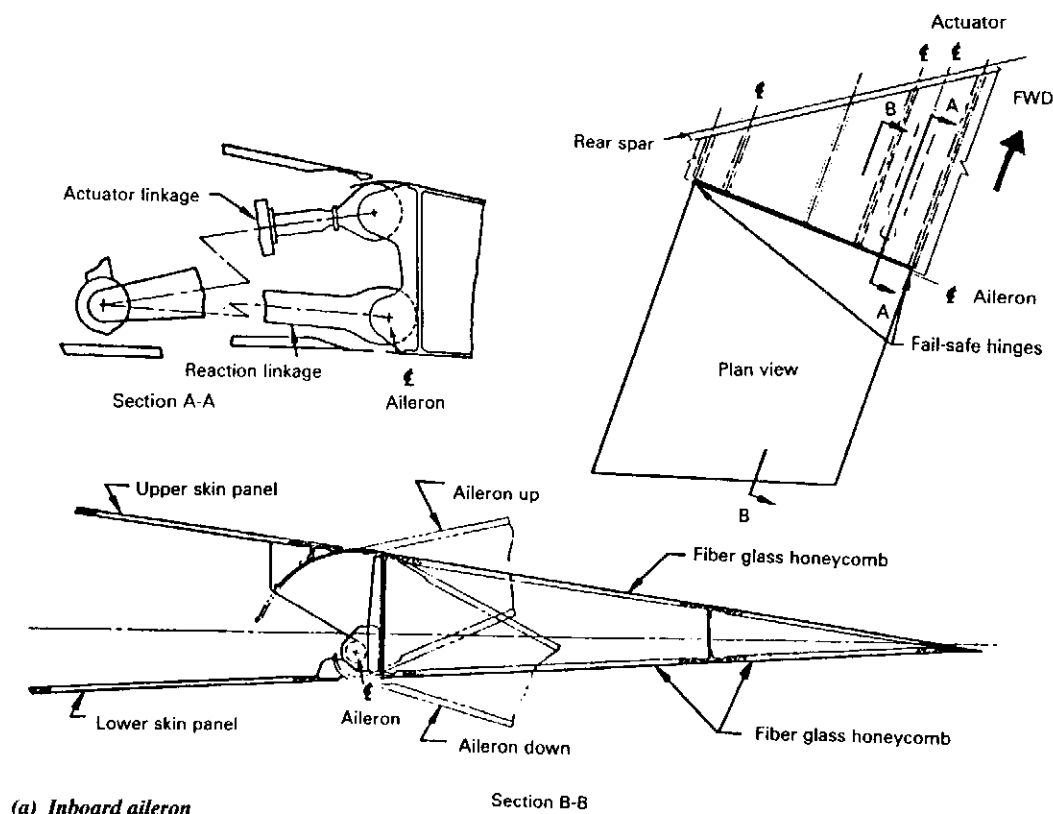 Actuator
℄ ℄
℄
FWD
B
A
Rear spar
Actuator linkage
Reaction linkage
℄
Aileron
Section A-A
A
℄ Aileron
Fail-safe hinges
Plan view
B
Upper skin panel
Aileron up
Fiber glass honeycomb
℄
Aileron
Lower skin panel
Aileron down
Fiber glass honeycomb
(a) Inboard aileron
Section B-B